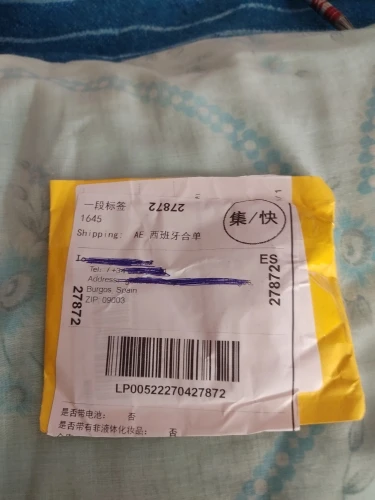 一段标签
27872
集/快
1645
Shipping: AE 西班牙合单
ES
27872
Tel: / +34
Address
Burgos Spain
27872
ZIP: 09003
LP00522270427872
是否带电池: 否
是否带有非液体化妆品: 否